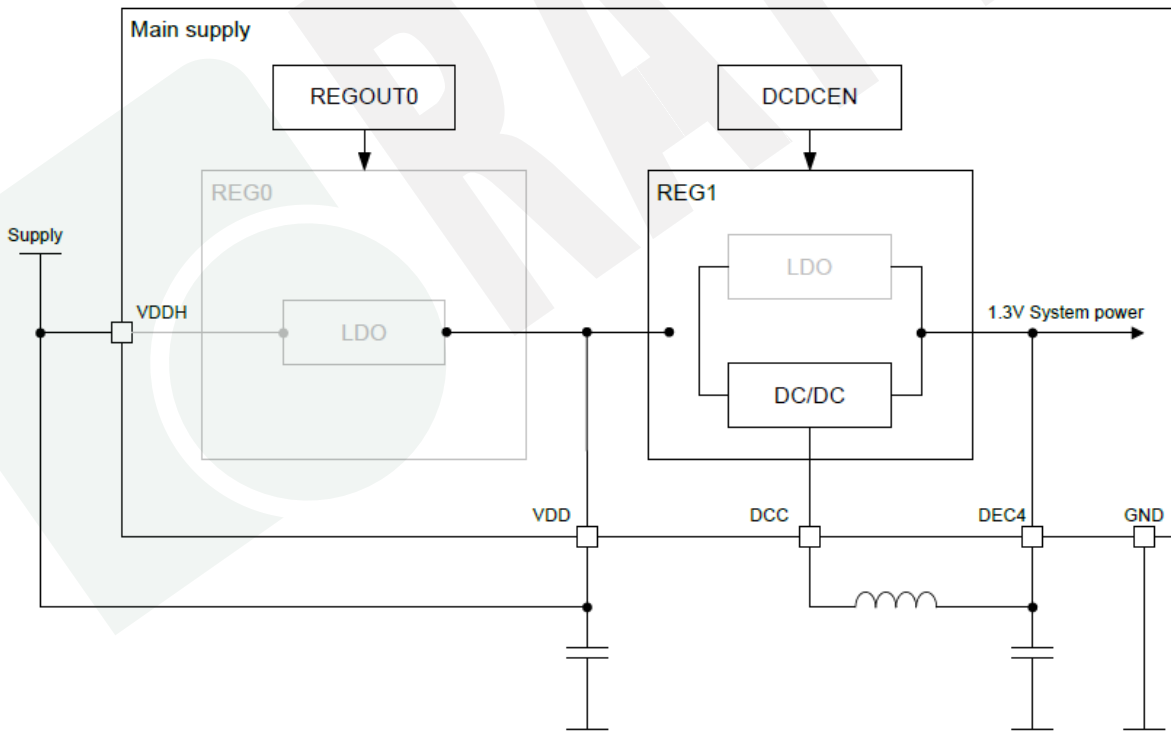 Main supply
REGOUT0
DCDCEN
REG0
REG1
Supply
LDO
VDDH
LDO
1.3V System power
DC/DC
VDD
DCC
DEC4
GND